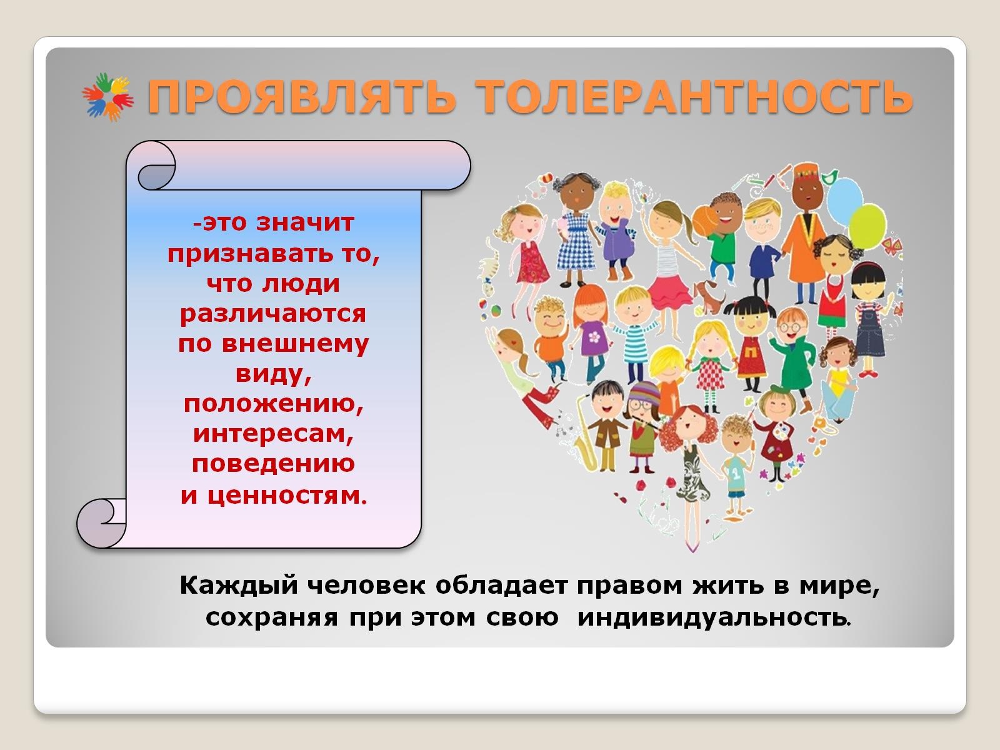 ПРОЯВЛЯТЬ ТОЛЕРАНТНОСТЬ
-это значит
признавать то,
что люди
различаются
по внешнему
виду,
положению,
интересам,
поведению
и ценностям.
П
1
Каждый человек обладает правом жить в мире,
сохраняя при этом свою  индивидуальность.